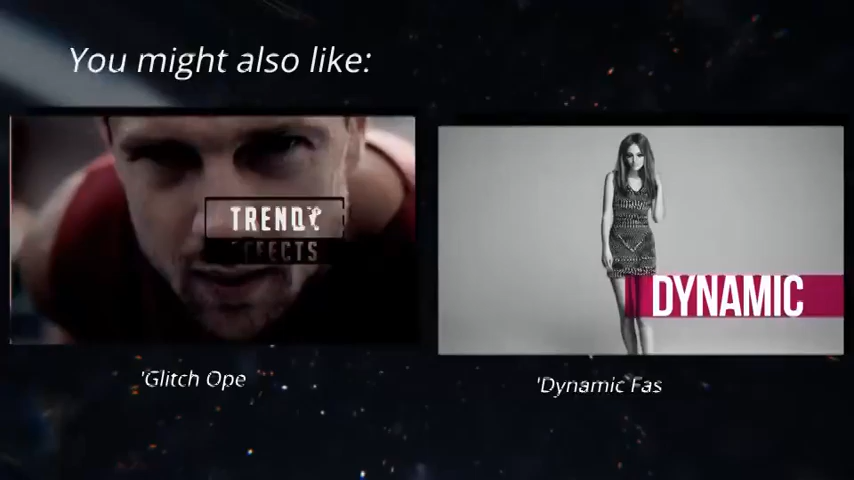 You might also like:
TRENDY
EFFECTS
DYNAMIC
'Glitch Ope
'Dynamic Fas